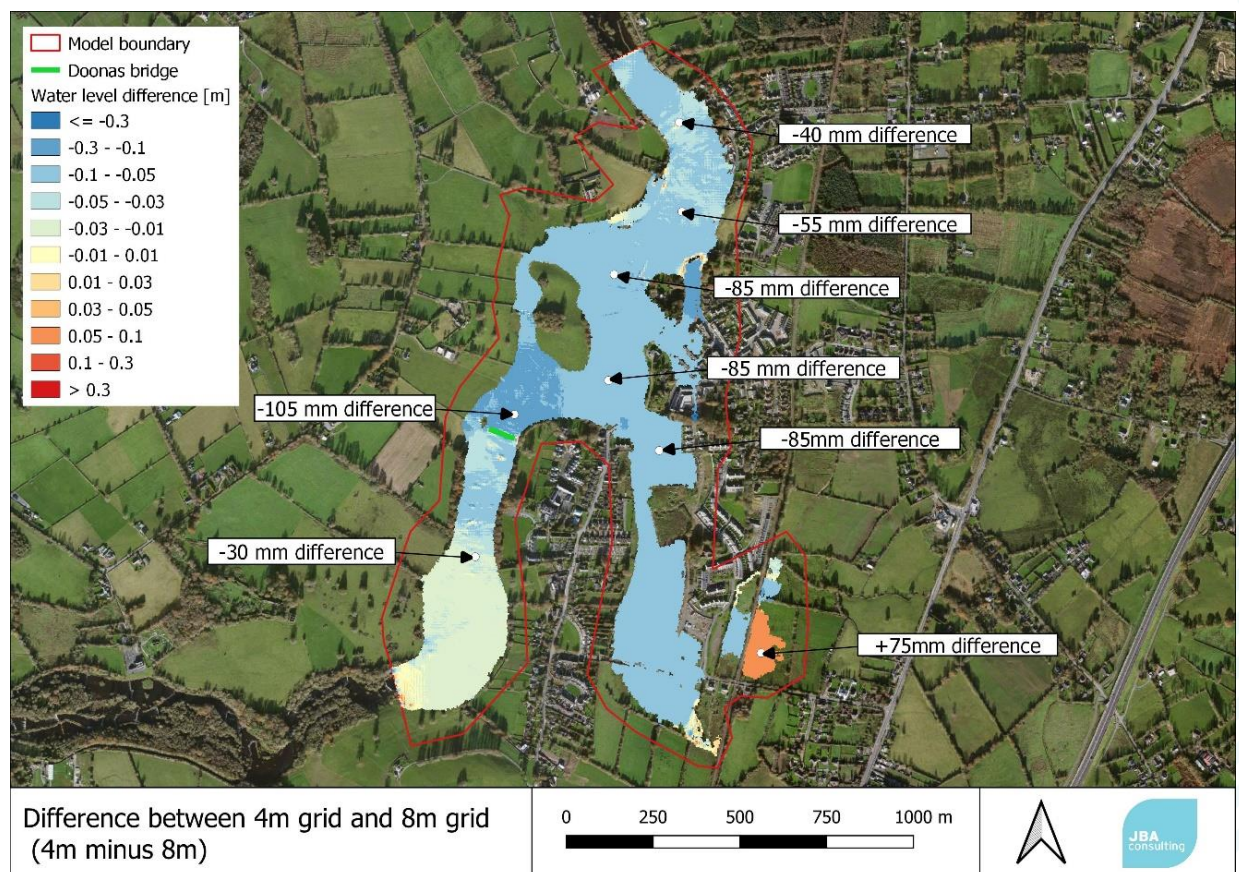 Model boundary
Doonas bridge
Water level difference [m]
<= -0.3
-0.3 - -0.1
-0.1 - -0.05
-0.05 - -0.03
-0.03 - -0.01
-0.01 - 0.01
0.01 - 0.03
0.03 - 0.05
0.05 - 0.1
0.1 - 0.3
> 0.3
-40 mm difference
-55 mm difference
-85 mm difference
-85 mm difference
-105 mm difference
-85mm difference
-30 mm difference
+75mm difference
Difference between 4m grid and 8m grid
(4m minus 8m)
0 250 500 750 1000 m
JBA
consulting